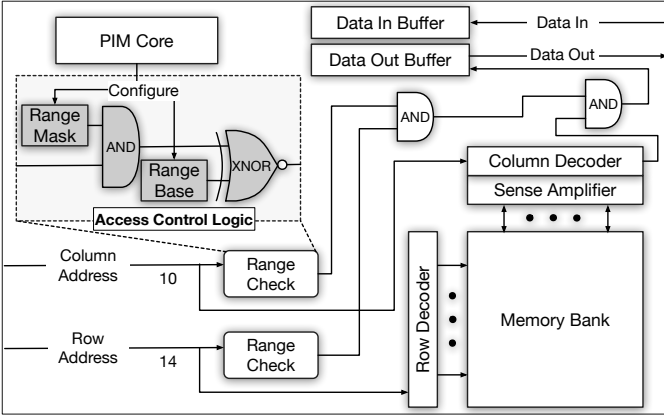 PIM Core
Data In Buffer
Data In
Data Out Buffer
Data Out
Configure
Range
Mask
AND
XNOR
Range
Base
Access Control Logic
AND
AND
Column Decoder
Sense Amplifier
Column
Address
10
Range
Check
Row Decoder
Memory Bank
Row
Address
14
Range
Check